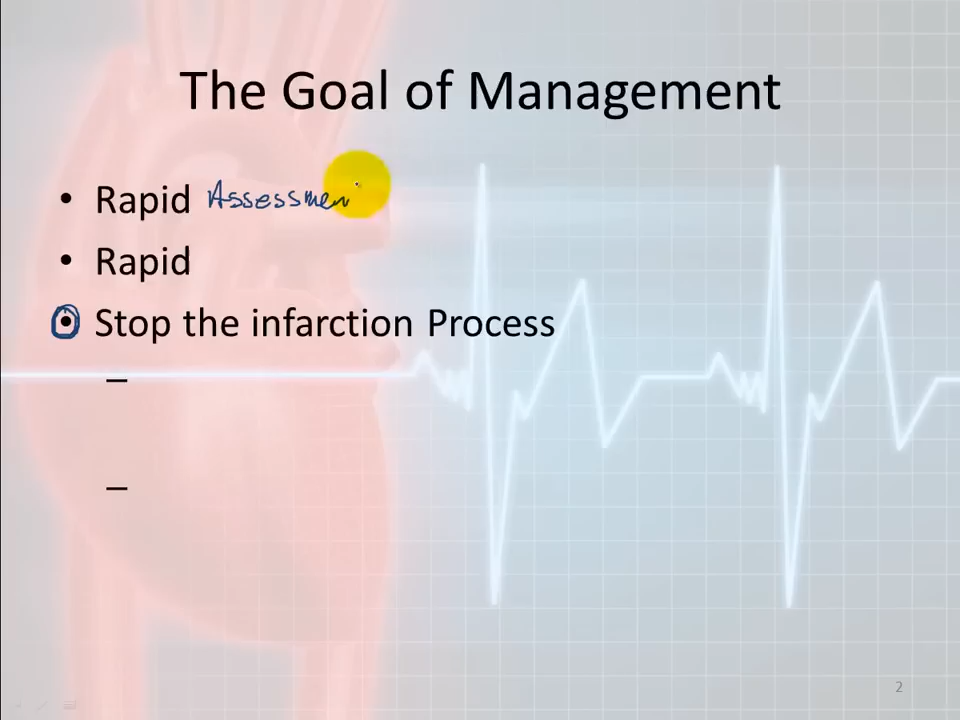 The Goal of Management
• Rapid Assessmen
• Rapid
• Stop the infarction Process
–
–
2